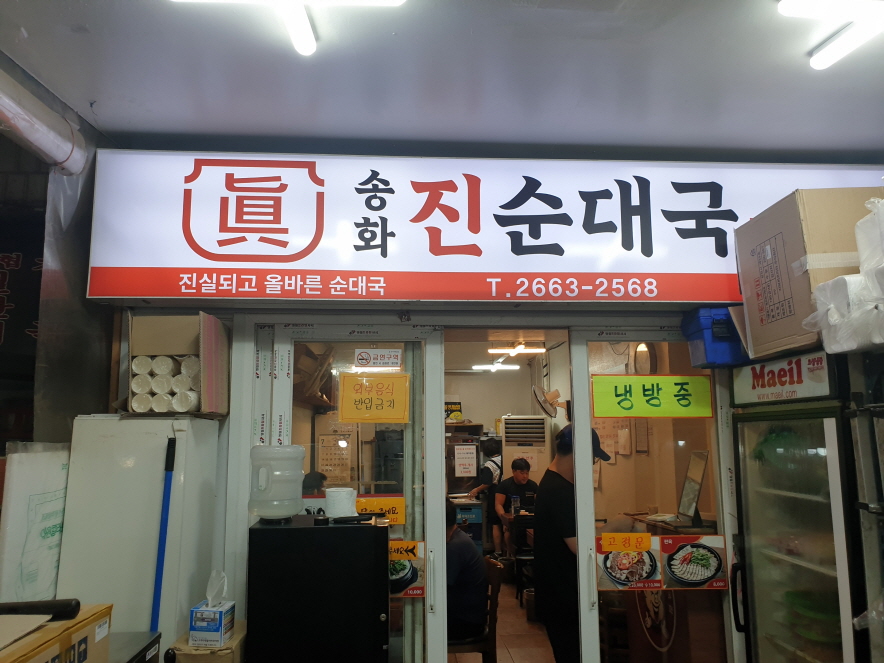 眞
송화
진순대국
진실되고 올바른 순대국
T.2663-2568
금연구역
외부음식
반입금지
냉방중
Maeil
www.maeil.com